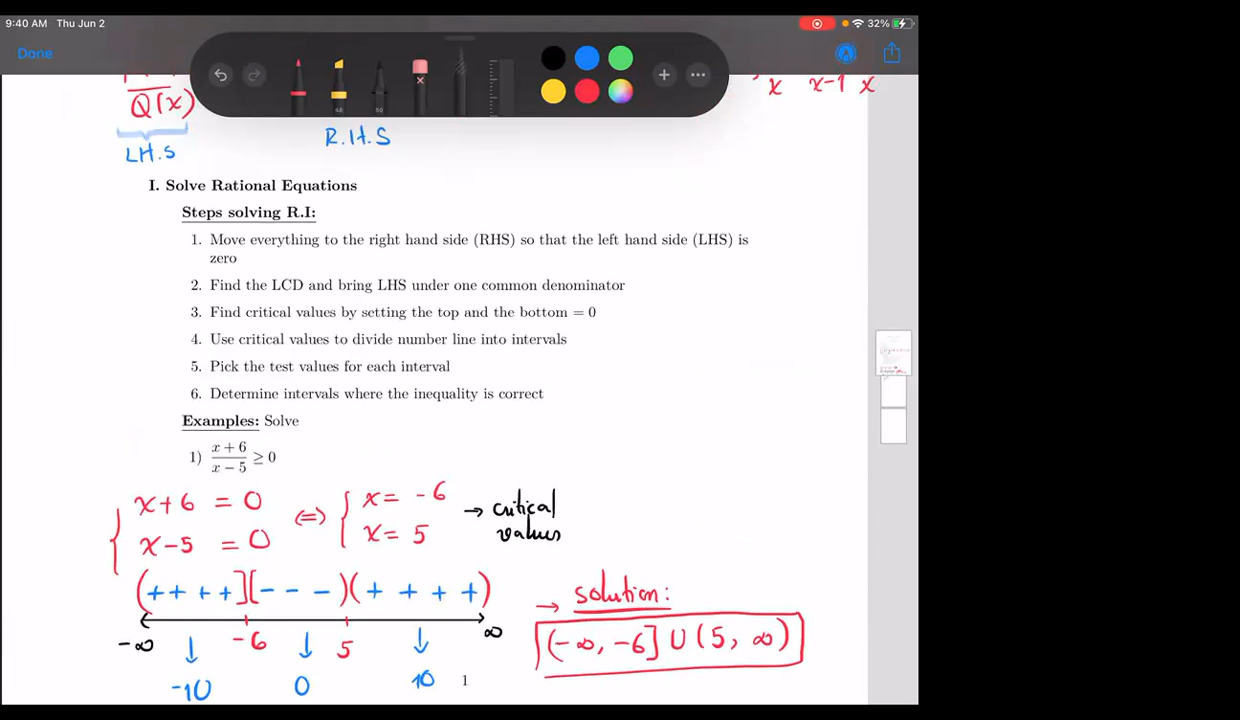 9:40 AM Thu Jun 2
32%
Done
Q(x)
x x-1 x
LH.S
R.H.S
I. Solve Rational Equations
Steps solving R.I:
1. Move everything to the right hand side (RHS) so that the left hand side (LHS) is
zero
2. Find the LCD and bring LHS under one common denominator
3. Find critical values by setting the top and the bottom = 0
4. Use critical values to divide number line into intervals
5. Pick the test values for each interval
6. Determine intervals where the inequality is correct
Examples: Solve
1) (x + 6)/(x − 5) ≥ 0
x+6 = 0 ⇔ x = -6 → critical
x-5 = 0 x = 5 values
(++++][---)(++++)
→ solution:
-∞ -6 5 ∞
(-∞, -6] U (5, ∞)
↓ ↓ ↓
-10 0 10
1